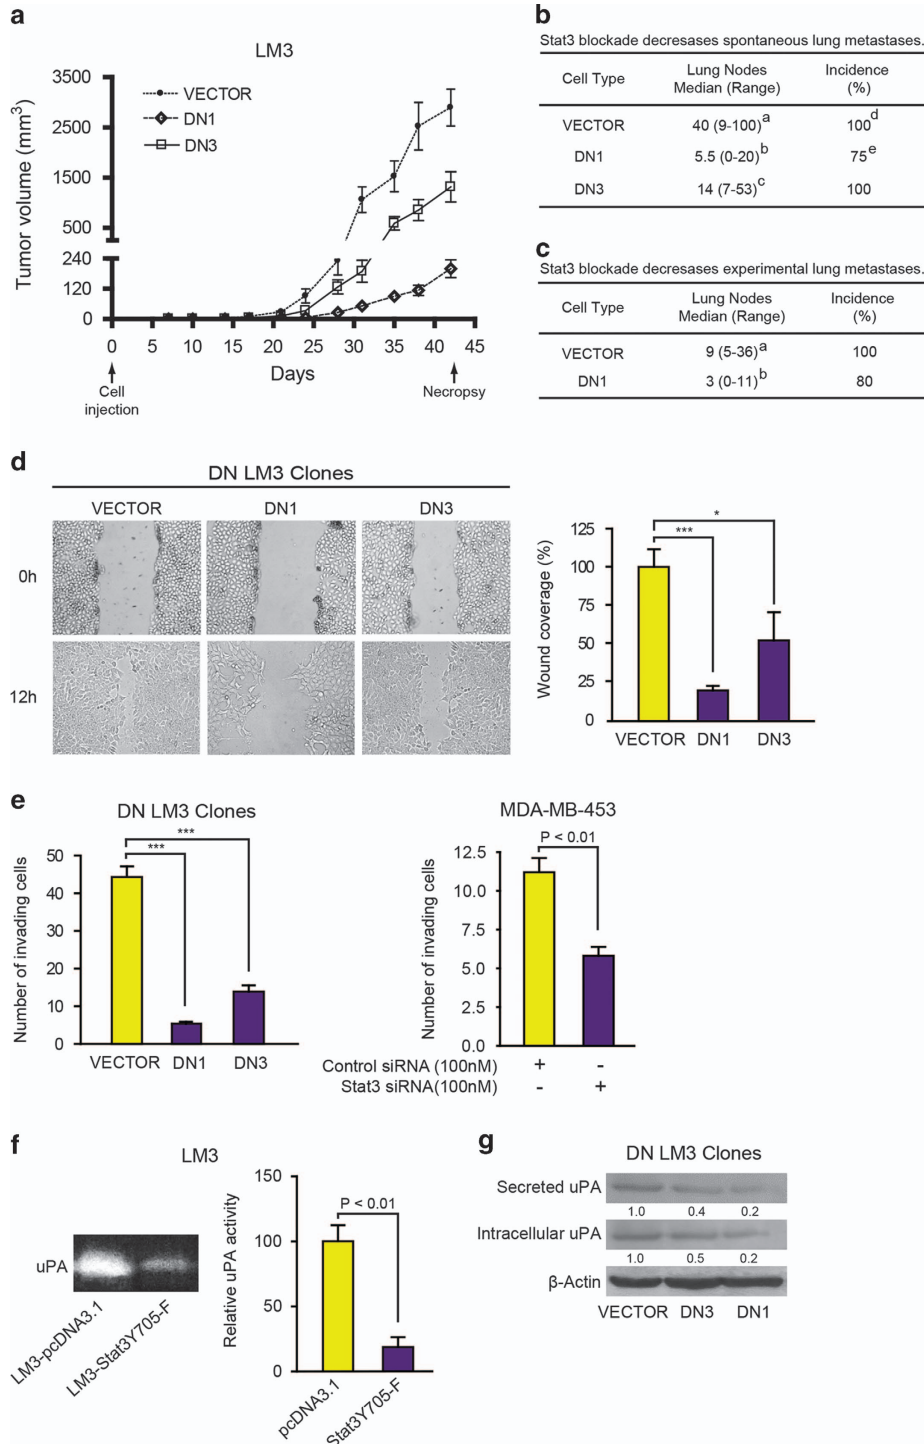 a
LM3
Tumor volume (mm3)
3500
2500
1500
500
240
120
0
VECTOR
DN1
DN3
0 5 10 15 20 25 30 35 40 45
Days
Cell
injection
Necropsy
b
Stat3 blockade decresases spontaneous lung metastases.
Cell Type Lung Nodes Median (Range) Incidence (%)
VECTOR 40 (9-100)a 100d
DN1 5.5 (0-20)b 75e
DN3 14 (7-53)c 100
c
Stat3 blockade decresases experimental lung metastases.
Cell Type Lung Nodes Median (Range) Incidence (%)
VECTOR 9 (5-36)a 100
DN1 3 (0-11)b 80
d
DN LM3 Clones
VECTOR DN1 DN3
0h
12h
Wound coverage (%)
125
100
75
50
25
0
***
*
VECTOR DN1 DN3
e
DN LM3 Clones
Number of invading cells
50
40
30
20
10
0
***
***
VECTOR DN1 DN3
MDA-MB-453
P < 0.01
Number of invading cells
12.5
10.0
7.5
5.0
2.5
0.0
Control siRNA (100nM) + -
Stat3 siRNA(100nM) - +
f
LM3
uPA
LM3-pcDNA3.1
LM3-Stat3Y705-F
Relative uPA activity
150
100
50
0
P < 0.01
pcDNA3.1
Stat3Y705-F
g
DN LM3 Clones
Secreted uPA
1.0 0.4 0.2
Intracellular uPA
1.0 0.5 0.2
β-Actin
VECTOR DN3 DN1